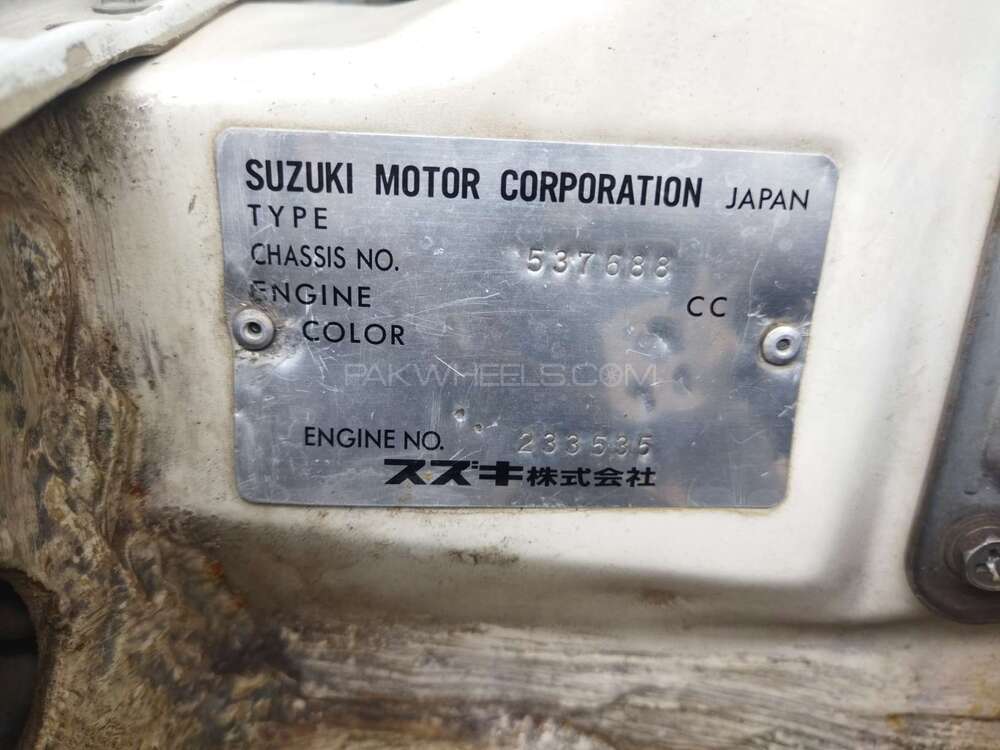 SUZUKI MOTOR CORPORATION JAPAN
TYPE
CHASSIS NO. 537688
ENGINE CC
COLOR
PAKWHEELS.COM
ENGINE NO. 233535
スズキ株式会社